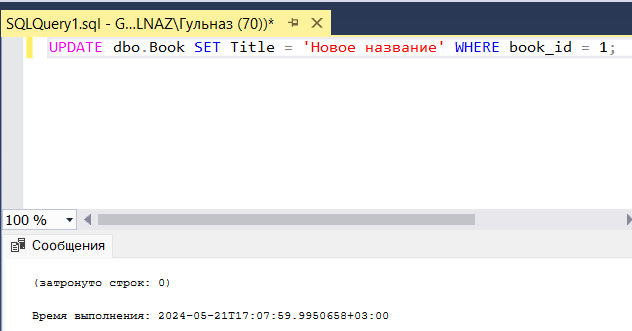 SQLQuery1.sql - G...LNAZ\Гульназ (70))*
UPDATE dbo.Book SET Title = 'Новое название' WHERE book_id = 1;
100 %
Сообщения
(затронуто строк: 0)
Время выполнения: 2024-05-21T17:07:59.9950658+03:00